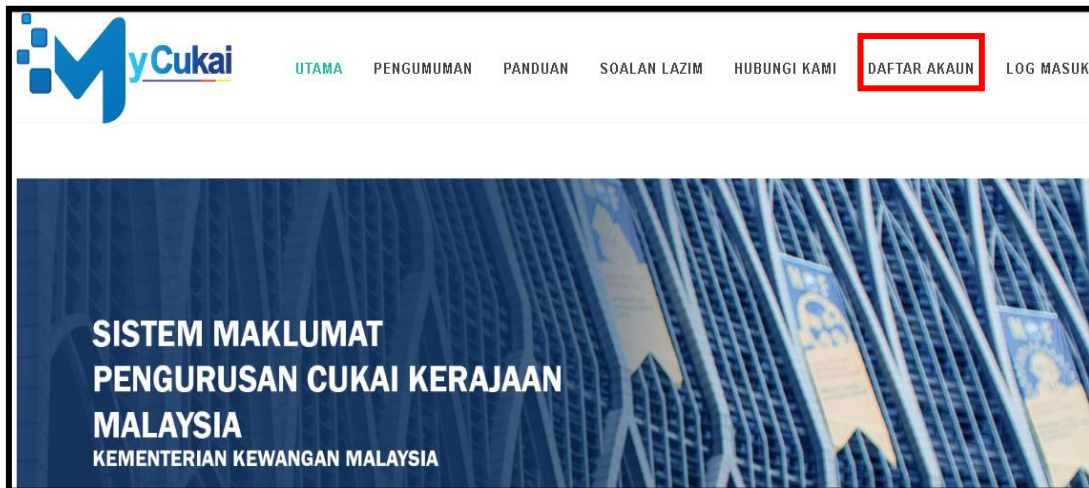 MyCukai
UTAMA PENGUMUMAN PANDUAN SOALAN LAZIM HUBUNGI KAMI DAFTAR AKAUN LOG MASUK
SISTEM MAKLUMAT
PENGURUSAN CUKAI KERAJAAN
MALAYSIA
KEMENTERIAN KEWANGAN MALAYSIA